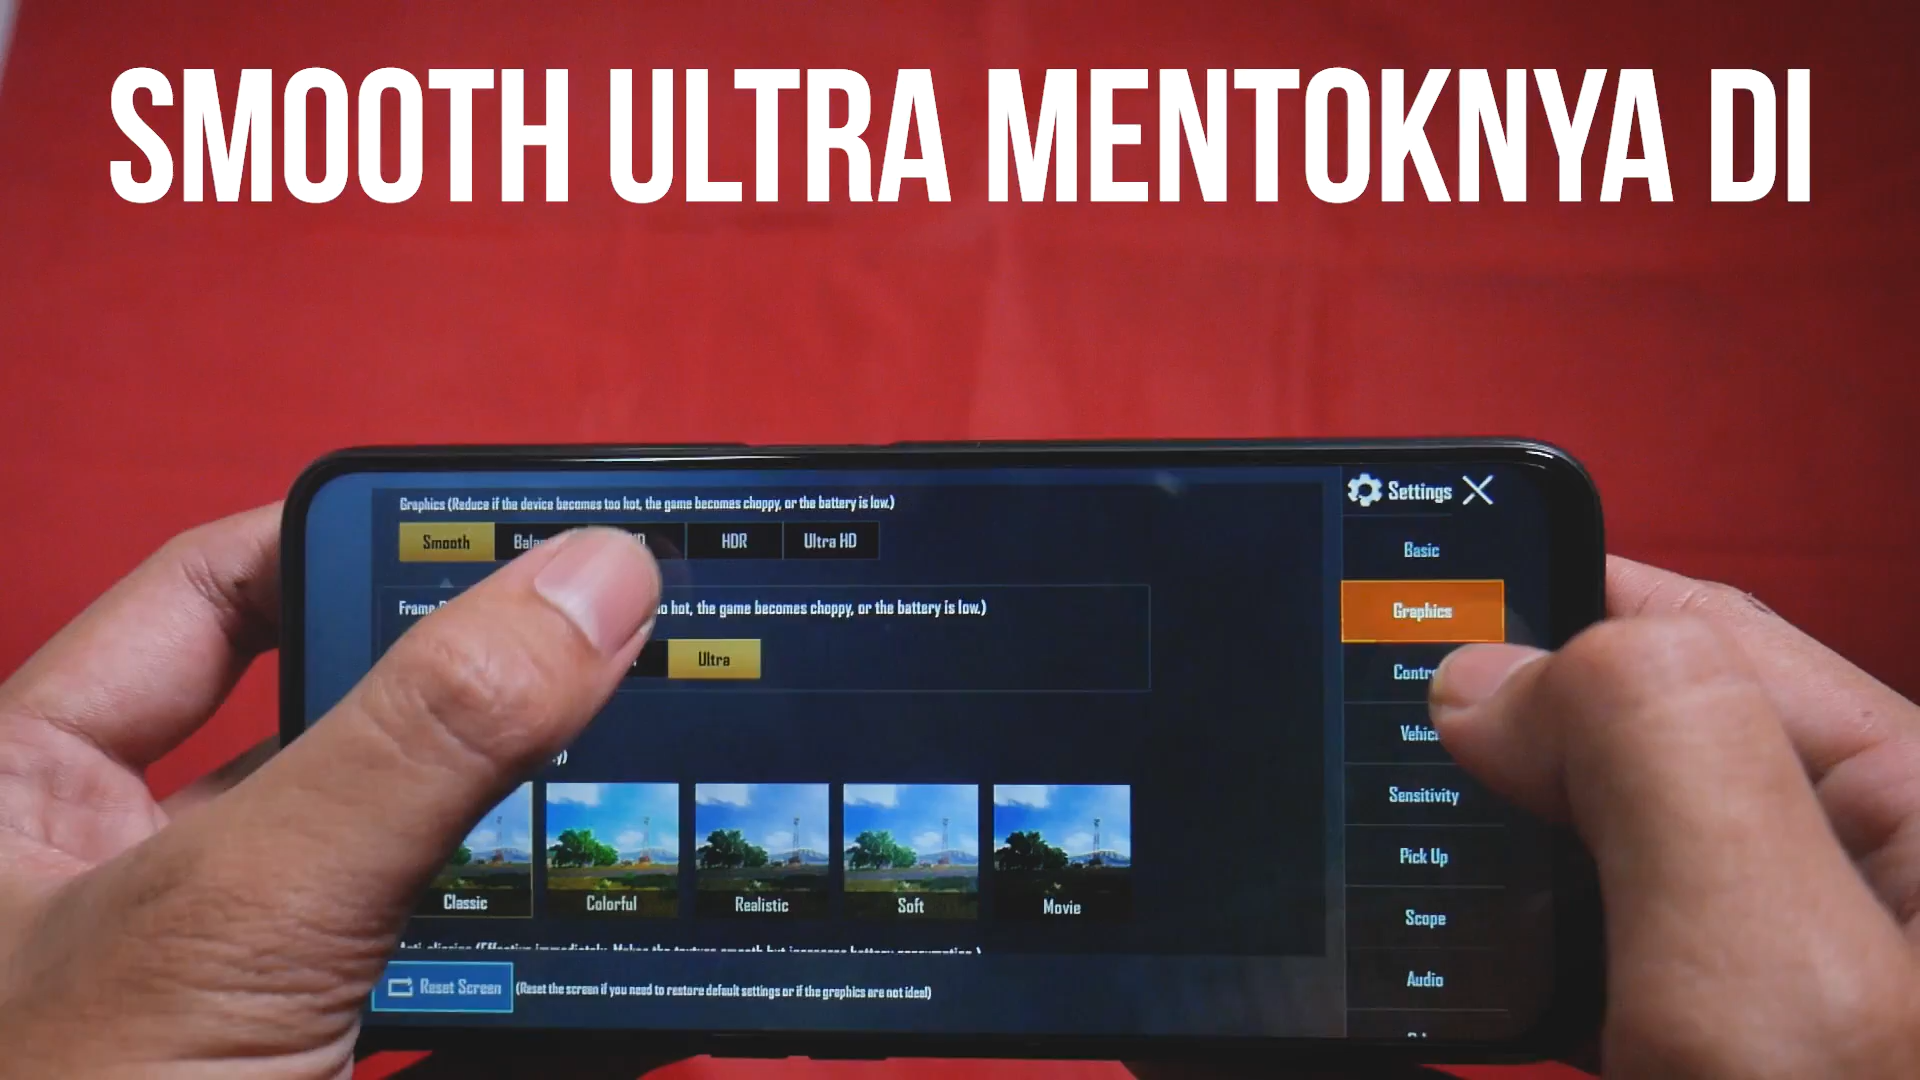 SMOOTH ULTRA MENTOKNYA DI
Graphics (Reduce if the device becomes too hot, the game becomes choppy, or the battery is low.)
Smooth HDR Ultra HD
hot, the game becomes choppy, or the battery is low.)
Ultra
Classic Colorful Realistic Soft Movie
Reset Screen (Reset the screen if you need to restore default settings or if the graphics are not ideal)
Settings
Basic
Graphics
Sensitivity
Pick Up
Scope
Audio